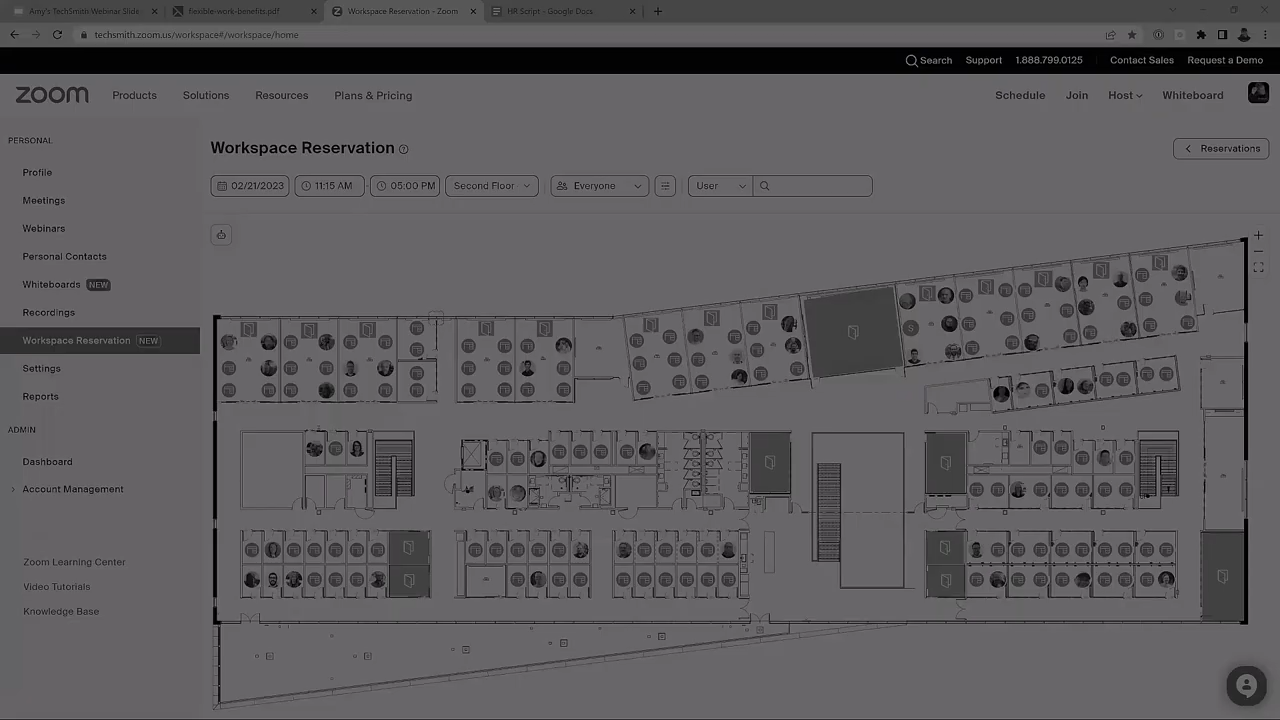 Amy's TechSmith Webinar Slide
flexible-work-benefits.pdf
Workspace Reservation - Zoom
HR Script - Google Docs
techsmith.zoom.us/workspace#/workspace/home
Search
Support
1.888.799.0125
Contact Sales
Request a Demo
zoom
Products
Solutions
Resources
Plans & Pricing
Schedule
Join
Host
Whiteboard
PERSONAL
Profile
Meetings
Webinars
Personal Contacts
Whiteboards NEW
Recordings
Workspace Reservation NEW
Settings
Reports
ADMIN
Dashboard
Account Management
Zoom Learning Center
Video Tutorials
Knowledge Base
Workspace Reservation
Reservations
02/21/2023
11:15 AM
05:00 PM
Second Floor
Everyone
User
S